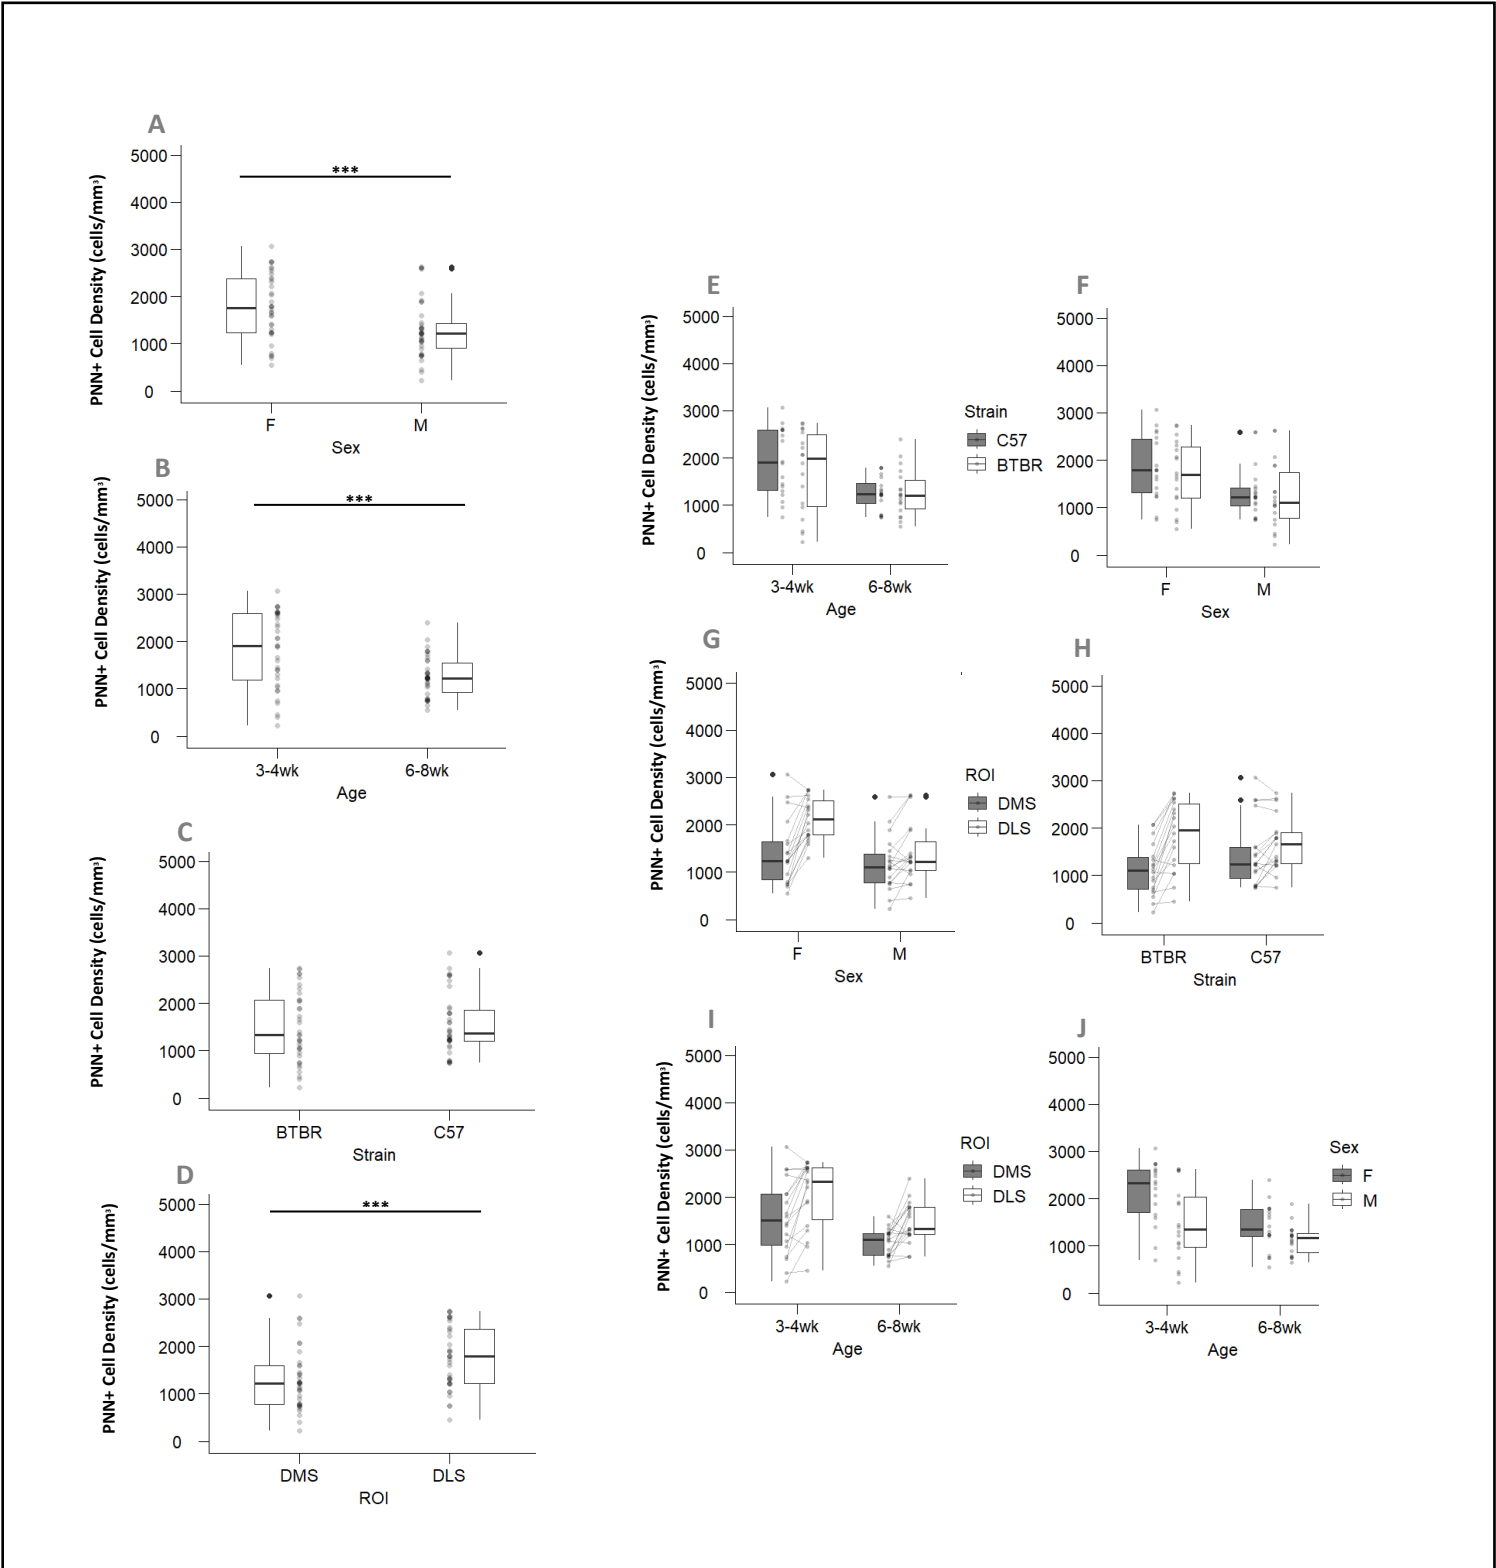 A
5000
4000
3000
2000
1000
0
PNN+ Cell Density (cells/mm³)
***
F M
Sex
B
5000
4000
3000
2000
1000
0
PNN+ Cell Density (cells/mm³)
***
3-4wk 6-8wk
Age
C
5000
4000
3000
2000
1000
0
PNN+ Cell Density (cells/mm³)
BTBR C57
Strain
D
5000
4000
3000
2000
1000
0
PNN+ Cell Density (cells/mm³)
***
DMS DLS
ROI
E
5000
4000
3000
2000
1000
0
PNN+ Cell Density (cells/mm³)
3-4wk 6-8wk
Age
Strain
C57
BTBR
F
5000
4000
3000
2000
1000
0
F M
Sex
G
5000
4000
3000
2000
1000
0
PNN+ Cell Density (cells/mm³)
F M
Sex
ROI
DMS
DLS
H
5000
4000
3000
2000
1000
0
BTBR C57
Strain
I
5000
4000
3000
2000
1000
0
PNN+ Cell Density (cells/mm³)
3-4wk 6-8wk
Age
ROI
DMS
DLS
J
5000
4000
3000
2000
1000
0
3-4wk 6-8wk
Age
Sex
F
M